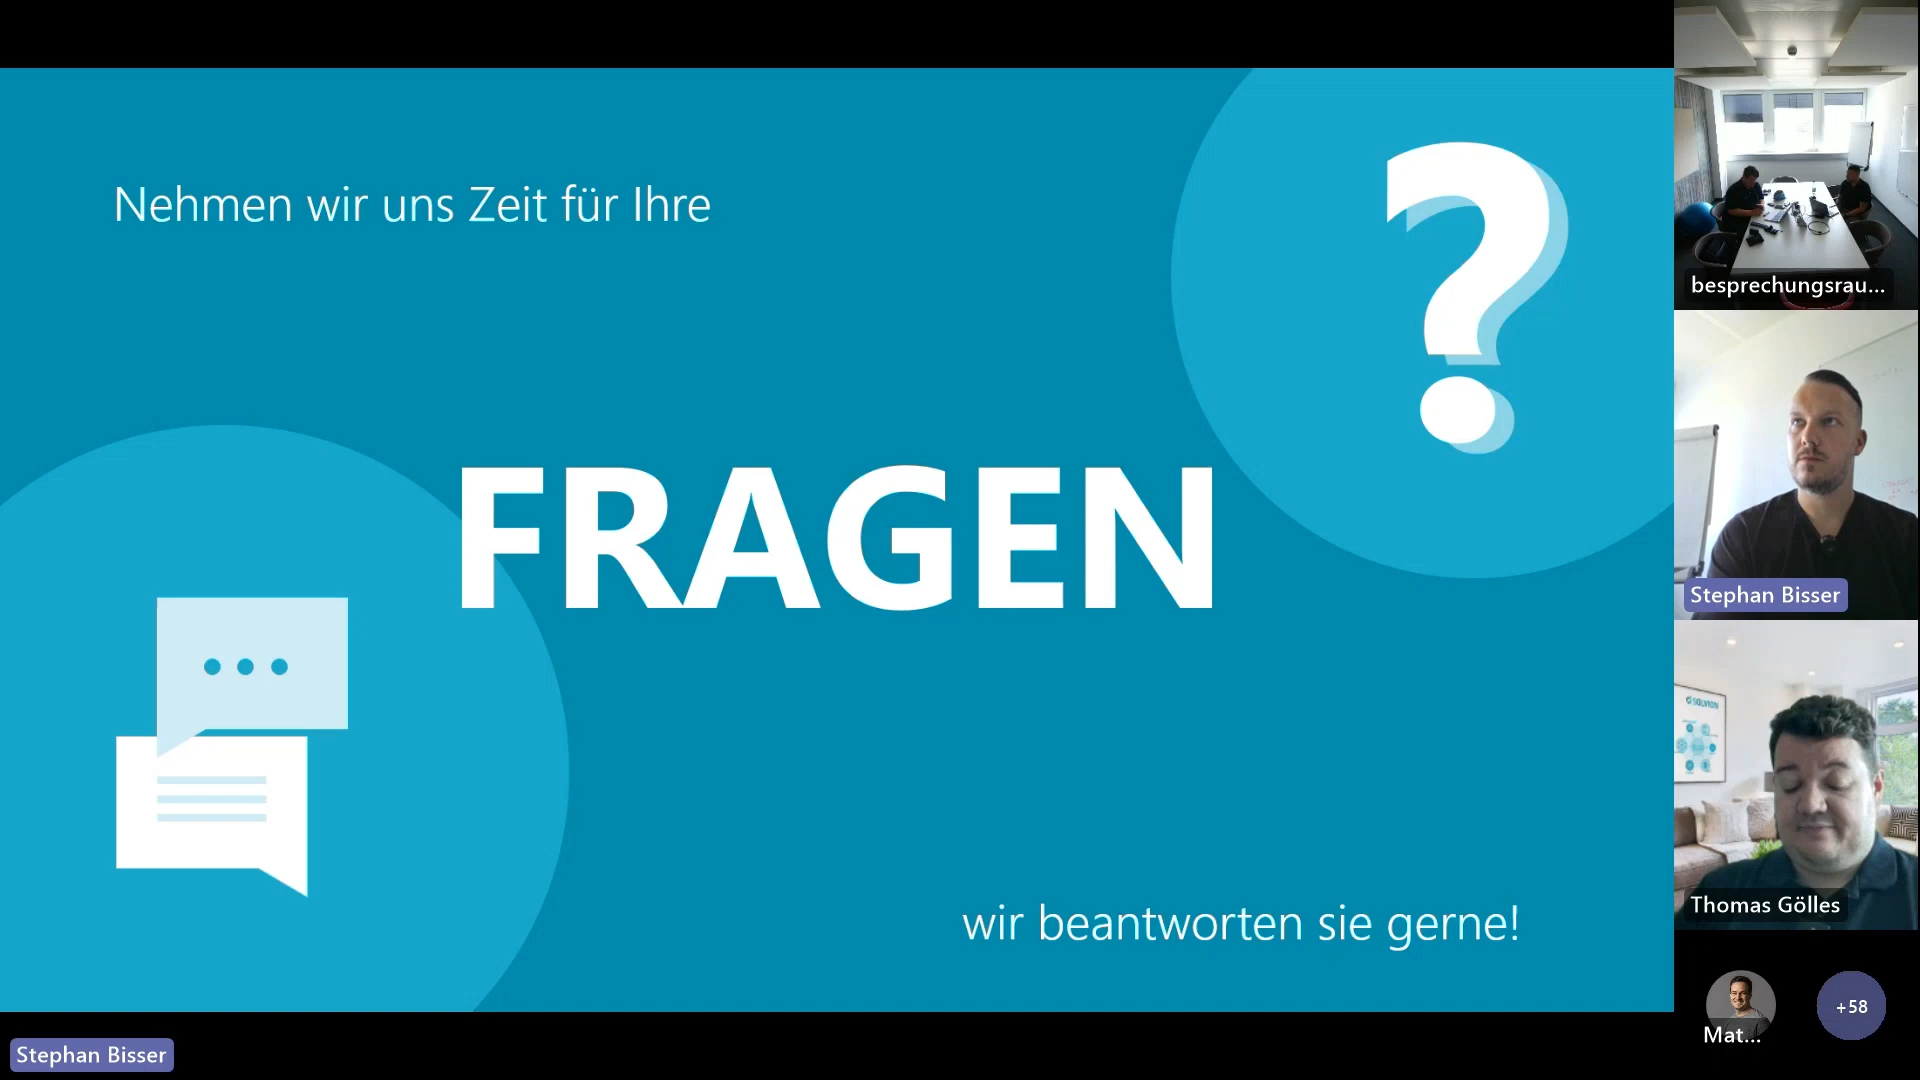 Nehmen wir uns Zeit für Ihre
?
FRAGEN
wir beantworten sie gerne!
Stephan Bisser
besprechungsrau...
Stephan Bisser
SOLVION
Thomas Gölles
Mat...
+58